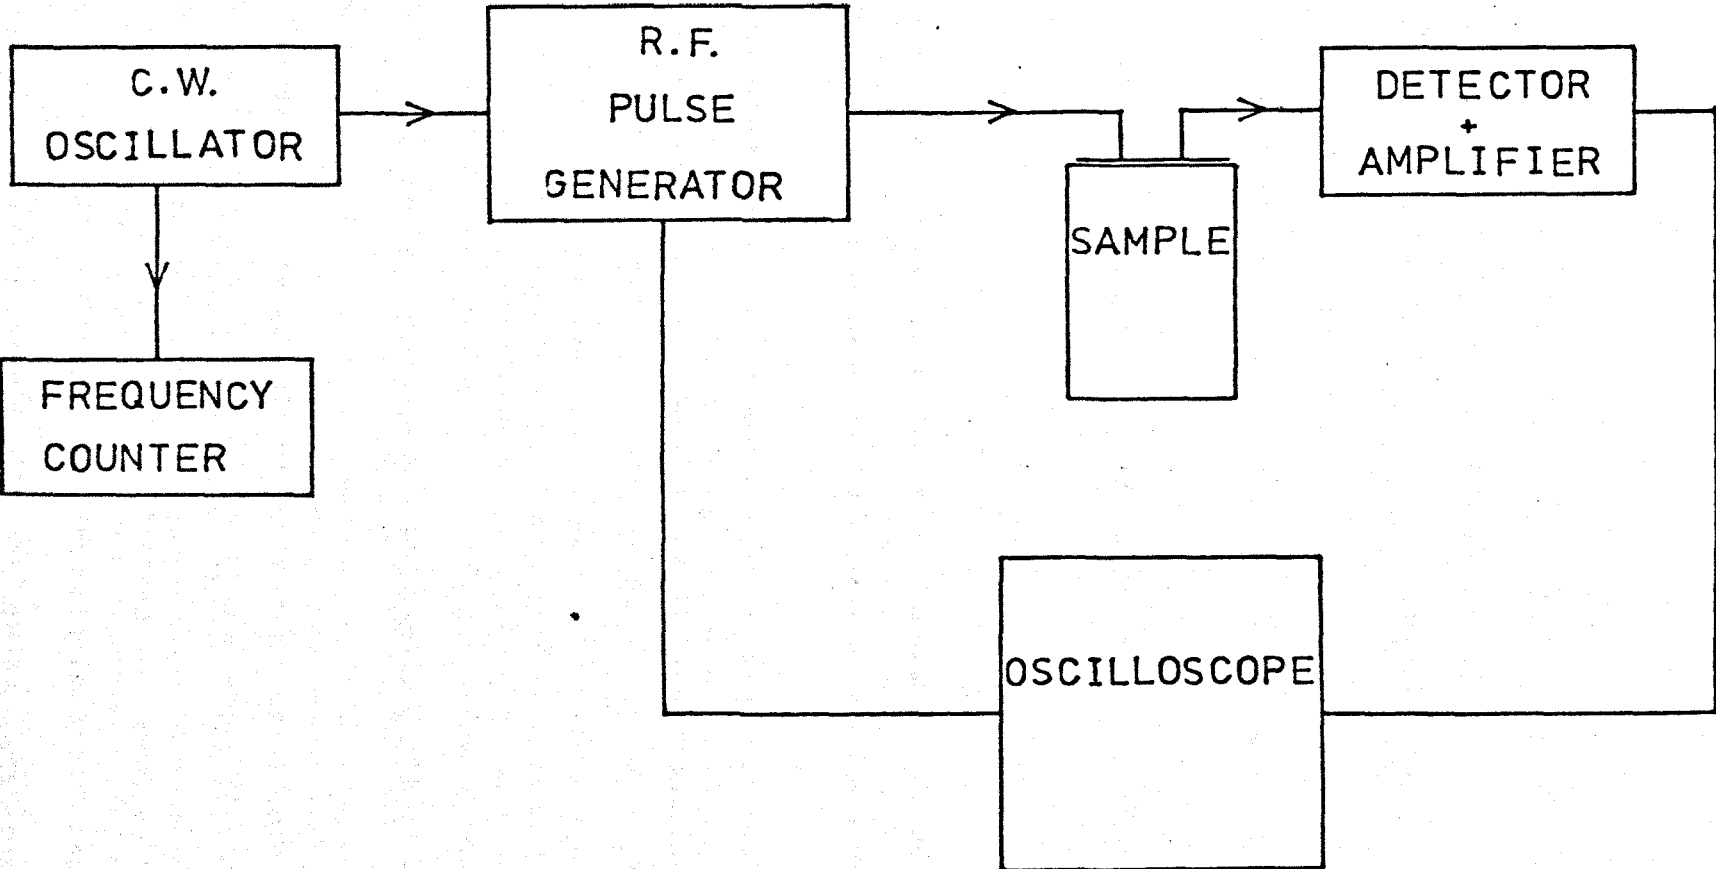 C.W.
OSCILLATOR
R.F.
PULSE
GENERATOR
SAMPLE
DETECTOR
+
AMPLIFIER
FREQUENCY
COUNTER
OSCILLOSCOPE